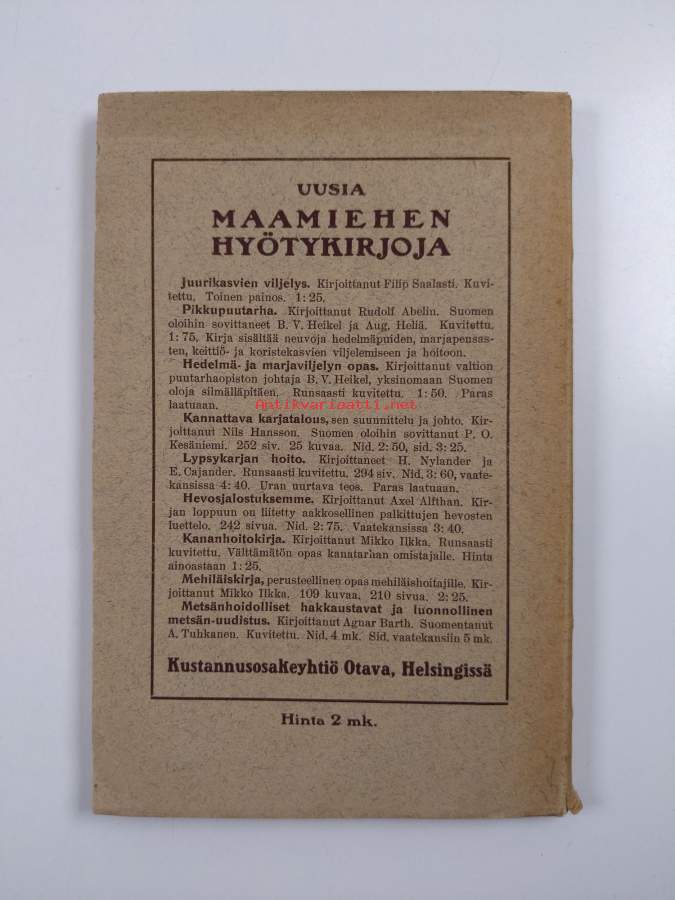 UUSIA
MAAMIEHEN
HYÖTYKIRJOJA
Juurikasvien viljelys. Kirjoittanut Filip Saalasti. Kuvi-
tettu. Toinen painos. 1: 25.
Pikkupuutarha. Kirjoittanut Rudolf Abelin. Suomen
oloihin sovittaneet B. V. Heikel ja Aug. Heliä. Kuvitettu.
1: 75. Kirja sisältää neuvoja hedelmäpuiden, marjapensas-
ten, keittiö- ja koristekasvien viljelemiseen ja hoitoon.
Hedelmä- ja marjaviljelyn opas. Kirjoittanut valtion
puutarhaopiston johtaja B. V. Heikel, yksinomaan Suomen
oloja silmälläpitäen. Runsaasti kuvitettu. 1: 50. Paras
laatuaan.
Antikvariaatti.net
Kannattava karjatalous, sen suunnittelu ja johto. Kir-
joittanut Nils Hansson. Suomen oloihin sovittanut P. O.
Kesäniemi. 252 siv. 25 kuvaa. Nid. 2: 50, sid. 3: 25.
Lypsykarjan hoito. Kirjoittaneet H. Nylander ja
E. Cajander. Runsaasti kuvitettu. 294 siv. Nid. 3: 60, vaate-
kansissa 4: 40. Uran uurtava teos. Paras laatuaan.
Hevosjalostuksemme. Kirjoittanut Axel Alfthan. Kir-
jan loppuun on liitetty aakkosellinen palkittujen hevosten
luettelo. 242 sivua. Nid. 2: 75. Vaatekansissa 3: 40.
Kananhoitokirja. Kirjoittanut Mikko Ilkka. Runsaasti
kuvitettu. Välttämätön opas kanatarhan omistajalle. Hinta
ainoastaan 1: 25.
Mehiläiskirja, perusteellinen opas mehiläishoitajille. Kir-
joittanut Mikko Ilkka. 109 kuvaa. 210 sivua. 2: 25.
Metsänhoidolliset hakkaustavat ja luonnollinen
metsän-uudistus. Kirjoittanut Agnar Barth. Suomentanut
A. Tuhkanen. Kuvitettu. Nid. 4 mk. Sid. vaatekansiin 5 mk.
Kustannusosakeyhtiö Otava, Helsingissä
Hinta 2 mk.